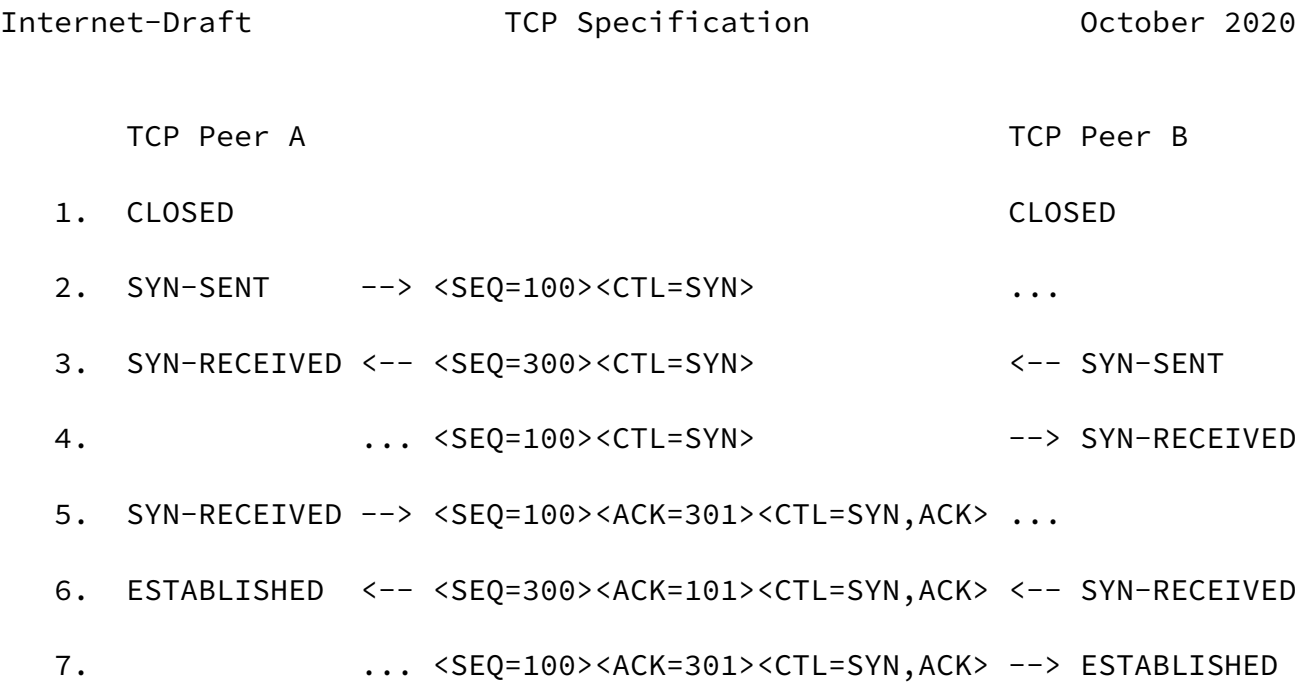 Internet-Draft TCP Specification October 2020
TCP Peer A TCP Peer B
1. CLOSED CLOSED
2. SYN-SENT --> <SEQ=100><CTL=SYN> ...
3. SYN-RECEIVED <-- <SEQ=300><CTL=SYN> <-- SYN-SENT
4. ... <SEQ=100><CTL=SYN> --> SYN-RECEIVED
5. SYN-RECEIVED --> <SEQ=100><ACK=301><CTL=SYN,ACK> ...
6. ESTABLISHED <-- <SEQ=300><ACK=101><CTL=SYN,ACK> <-- SYN-RECEIVED
7. ... <SEQ=100><ACK=301><CTL=SYN,ACK> --> ESTABLISHED